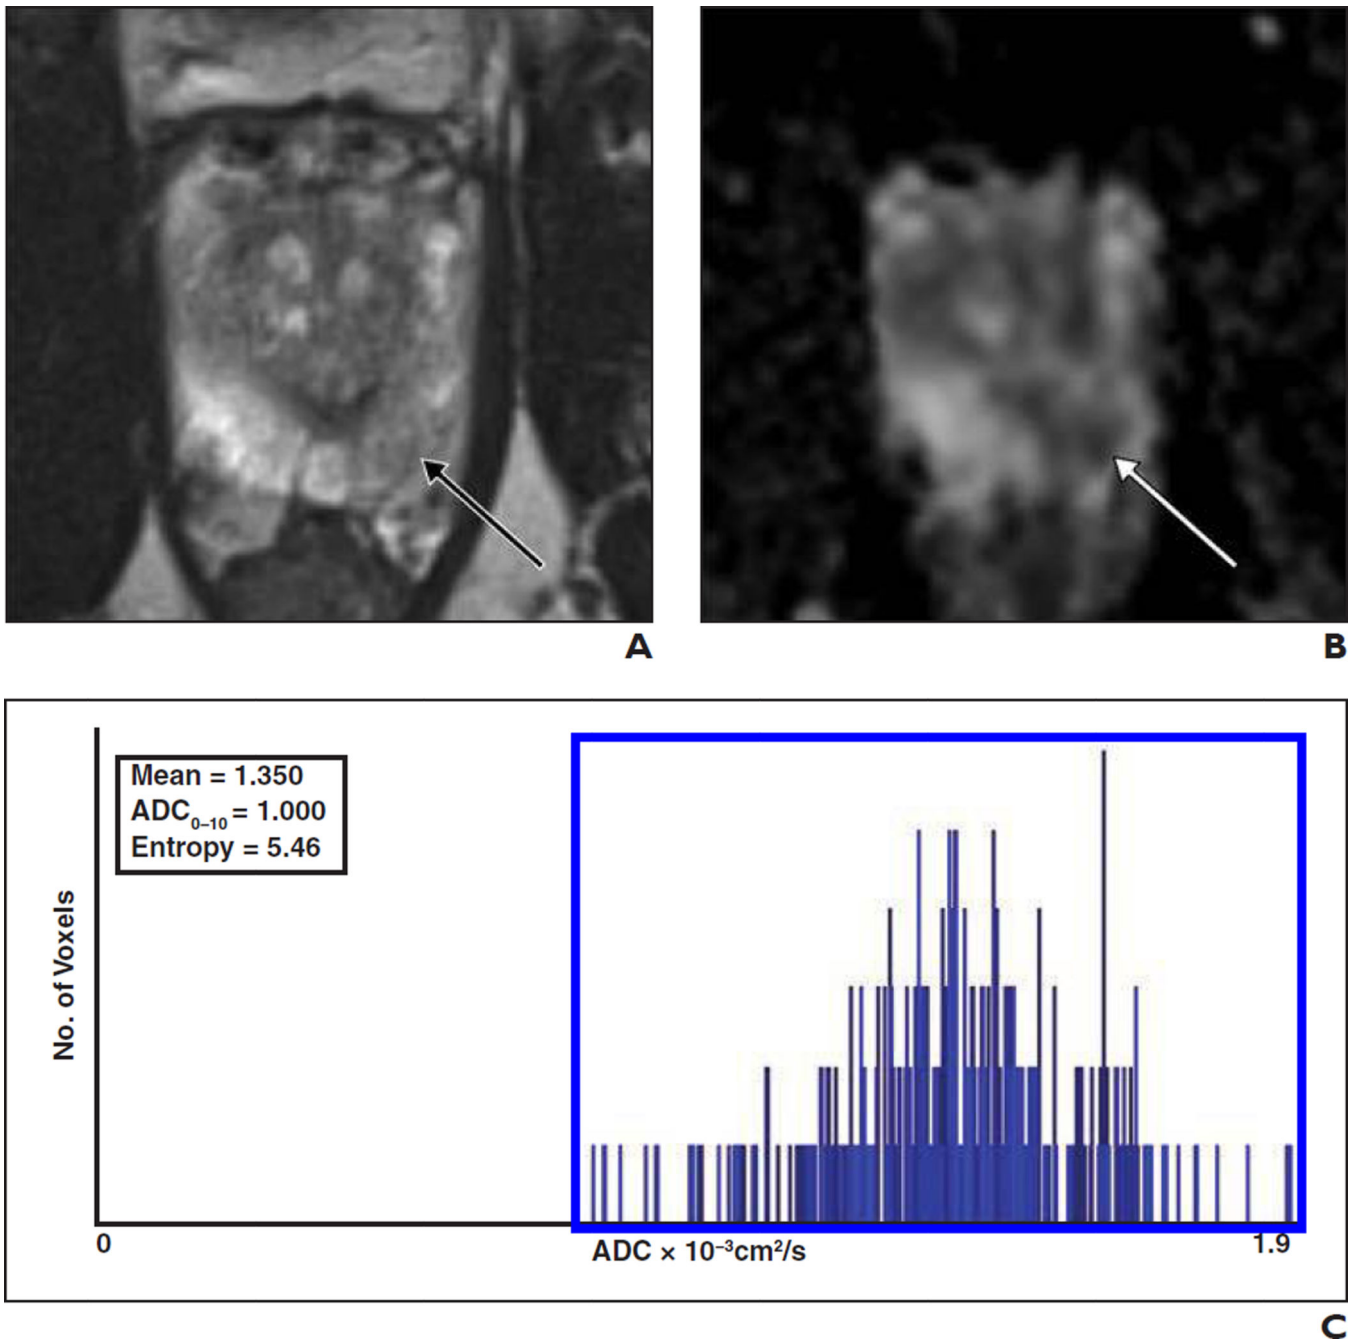 A
B
Mean = 1.350
ADC0–10 = 1.000
Entropy = 5.46
No. of Voxels
0
ADC × 10–3cm2/s
1.9
C